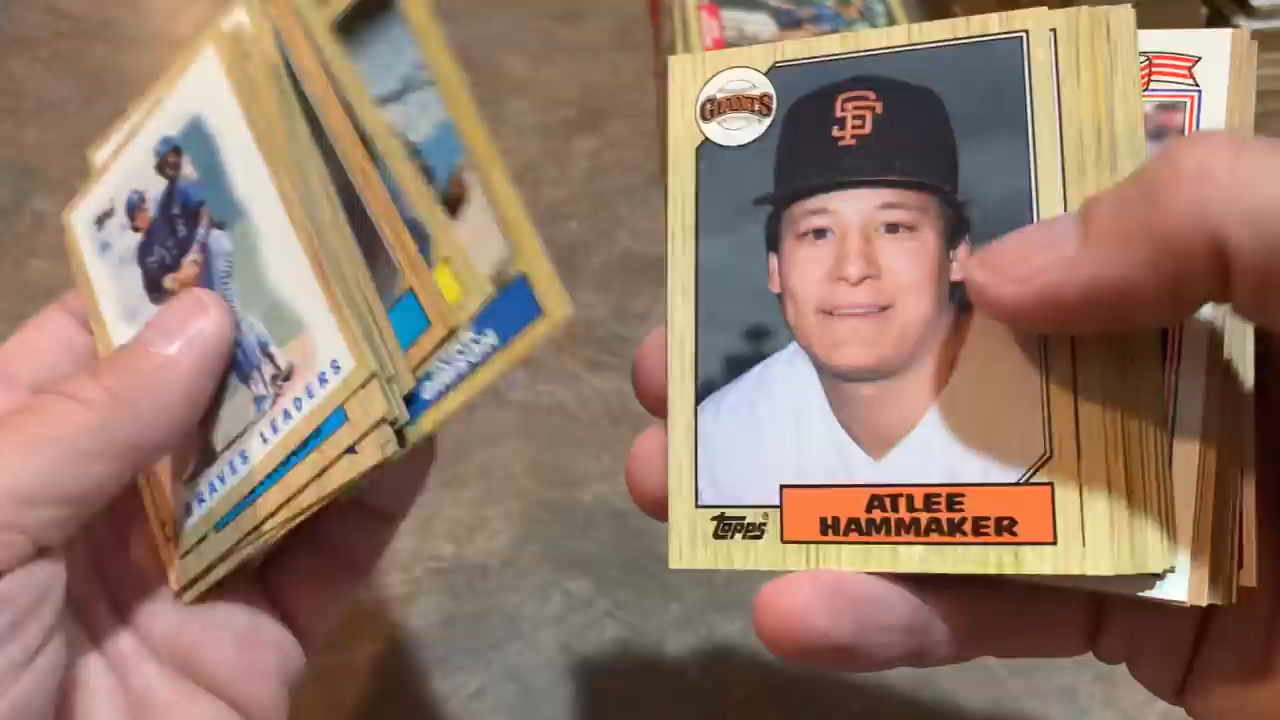 BRAVES LEADERS
GIANTS
SF
ATLEE
HAMMAKER
Topps